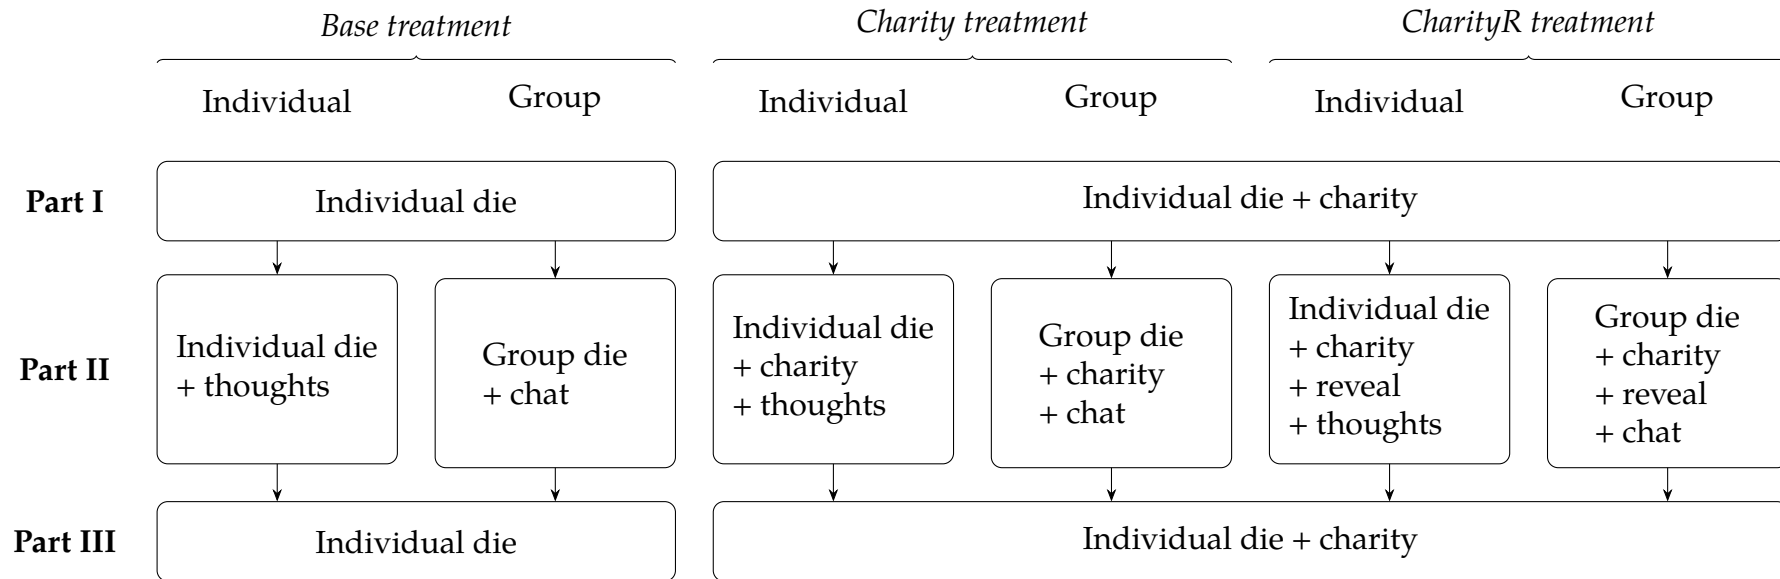 Base treatment
Charity treatment
CharityR treatment
Individual
Group
Individual
Group
Individual
Group
Part I
Individual die
Individual die + charity
Part II
Individual die
+ thoughts
Group die
+ chat
Individual die
+ charity
+ thoughts
Group die
+ charity
+ chat
Individual die
+ charity
+ reveal
+ thoughts
Group die
+ charity
+ reveal
+ chat
Part III
Individual die
Individual die + charity